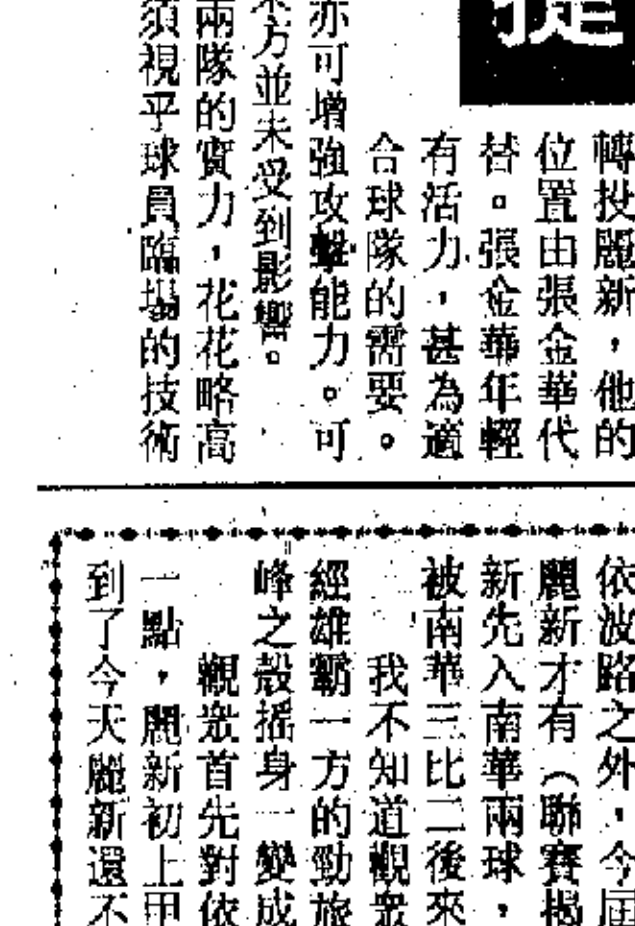 捷
轉投麗新，他的
位置由張金華代
替。張金華年輕
有活力，甚為適
合球隊的需要。
亦可增強攻擊能力。可
方並未受到影響。
兩隊的實力，花花略高
須視乎球員臨場的技術
依波路之外，今屆
麗新才有（聯賽揭
新先入南華兩球，
被南華三比二後來
我不知道觀眾
經雄霸一方的勁旅
峰之殼搖身一變成
觀眾首先對依
一點，麗新初上甲
到了今天麗新還不